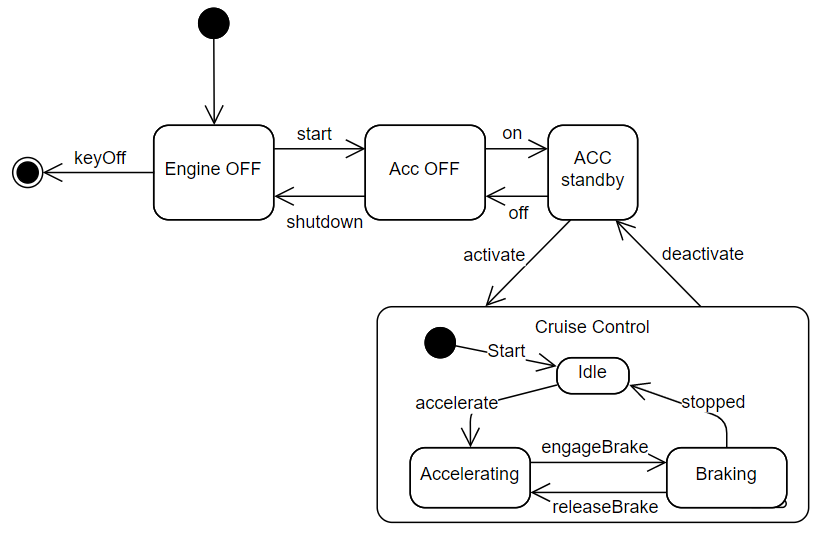 start
on
keyOff
Engine OFF
Acc OFF
ACC
standby
shutdown
off
activate
deactivate
Cruise Control
Start
Idle
accelerate
stopped
engageBrake
Accelerating
Braking
releaseBrake